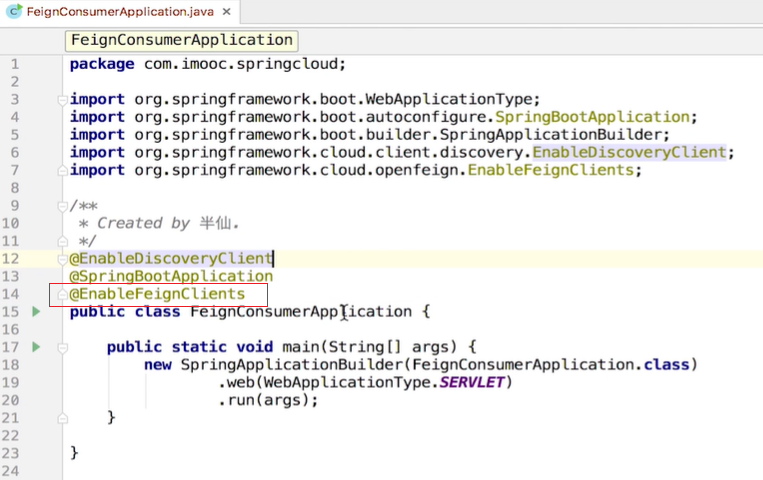 FeignConsumerApplication.java ×
FeignConsumerApplication
1 package com.imooc.springcloud;
2
3 import org.springframework.boot.WebApplicationType;
4 import org.springframework.boot.autoconfigure.SpringBootApplication;
5 import org.springframework.boot.builder.SpringApplicationBuilder;
6 import org.springframework.cloud.client.discovery.EnableDiscoveryClient;
7 import org.springframework.cloud.openfeign.EnableFeignClients;
8
9 /**
10  * Created by 半仙.
11  */
12 @EnableDiscoveryClient
13 @SpringBootApplication
14 @EnableFeignClients
15 public class FeignConsumerApplication {
16
17     public static void main(String[] args) {
18         new SpringApplicationBuilder(FeignConsumerApplication.class)
19                 .web(WebApplicationType.SERVLET)
20                 .run(args);
21     }
22
23 }
24